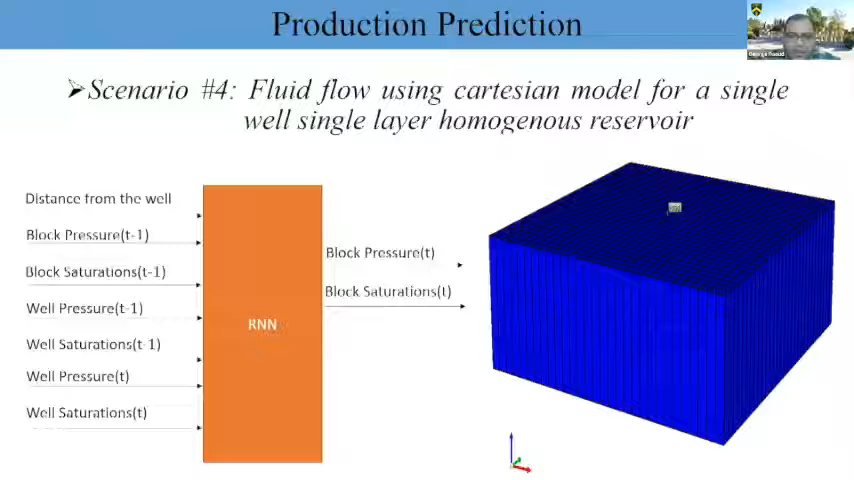 Production Prediction
➢Scenario #4: Fluid flow using cartesian model for a single
well single layer homogenous reservoir
Distance from the well
Block Pressure(t-1)
Block Saturations(t-1)
Well Pressure(t-1)
Well Saturations(t-1)
Well Pressure(t)
Well Saturations(t)
RNN
Block Pressure(t)
Block Saturations(t)